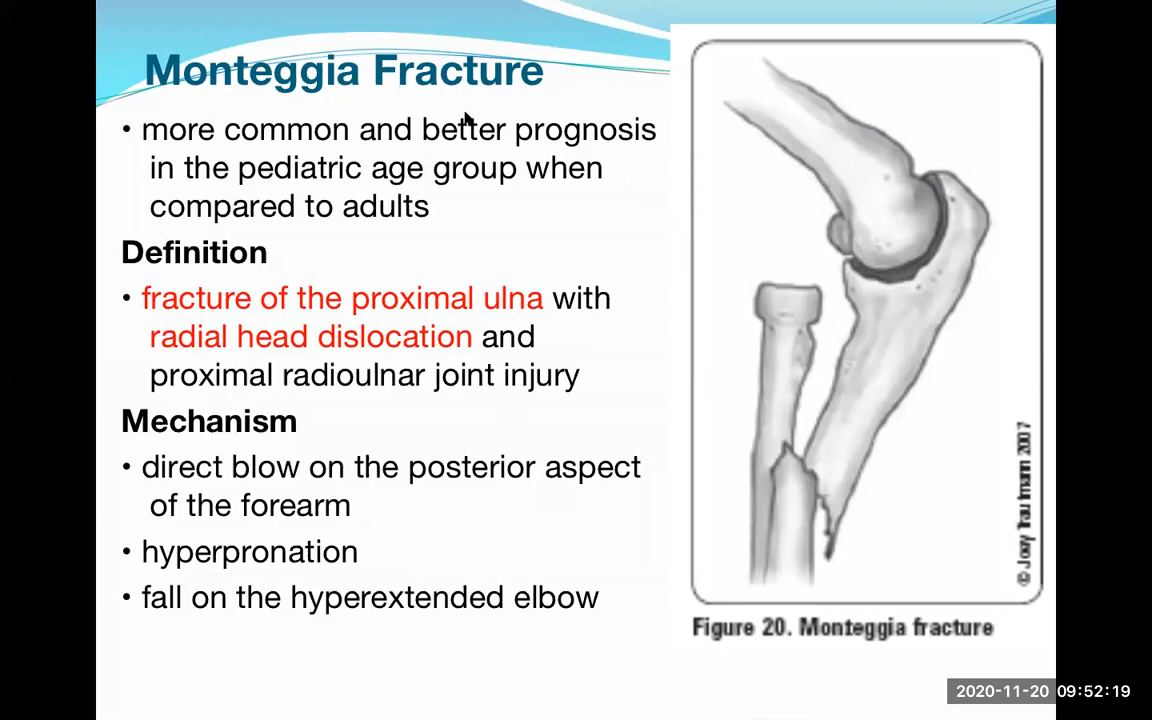 Monteggia Fracture
• more common and better prognosis
in the pediatric age group when
compared to adults
Definition
• fracture of the proximal ulna with
radial head dislocation and
proximal radioulnar joint injury
Mechanism
• direct blow on the posterior aspect
of the forearm
• hyperpronation
• fall on the hyperextended elbow
© Joey Trautmann 2007
Figure 20. Monteggia fracture
2020-11-20 09:52:19